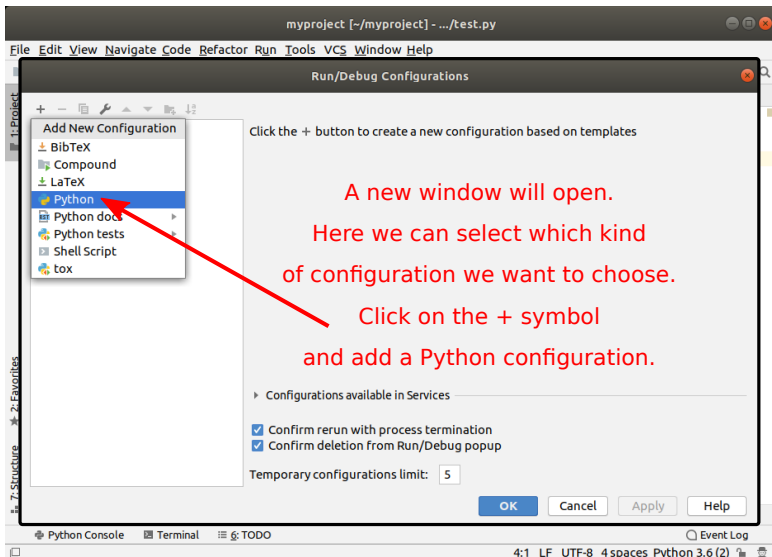 myproject [~/myproject] - .../test.py
File Edit View Navigate Code Refactor Run Tools VCS Window Help
Run/Debug Configurations
1: Project
Add New Configuration
BibTeX
Compound
LaTeX
Python
Python docs
Python tests
Shell Script
tox
Click the + button to create a new configuration based on templates
A new window will open.
Here we can select which kind
of configuration we want to choose.
Click on the + symbol
and add a Python configuration.
2: Favorites
7: Structure
Configurations available in Services
Confirm rerun with process termination
Confirm deletion from Run/Debug popup
Temporary configurations limit: 5
OK Cancel Apply Help
Python Console Terminal 6: TODO Event Log
4:1 LF UTF-8 4 spaces Python 3.6 (2)